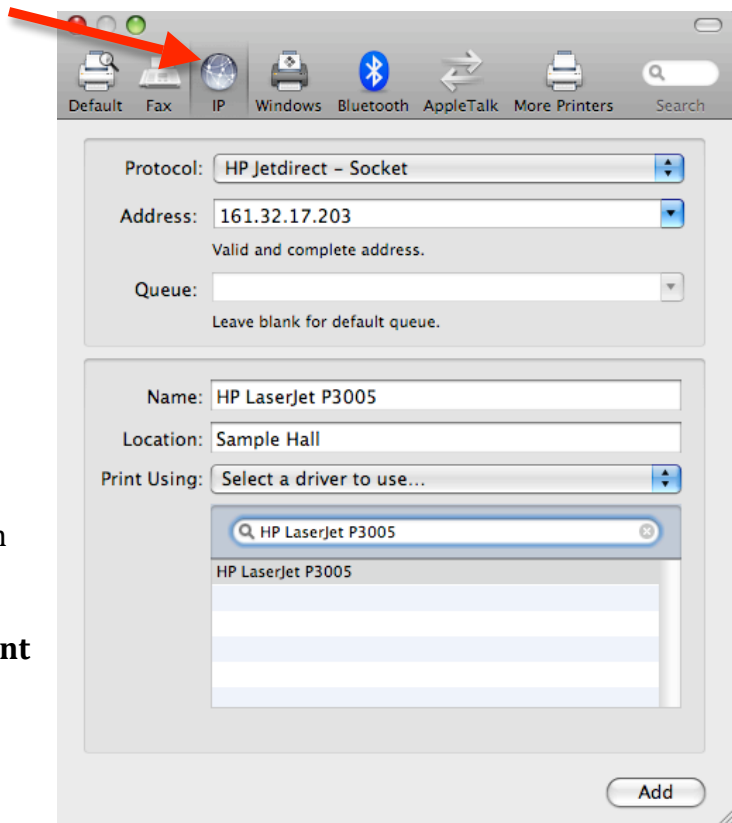 Default Fax IP Windows Bluetooth AppleTalk More Printers Search
Protocol: HP Jetdirect – Socket
Address: 161.32.17.203
Valid and complete address.
Queue:
Leave blank for default queue.
Name: HP LaserJet P3005
Location: Sample Hall
Print Using: Select a driver to use...
HP LaserJet P3005
HP LaserJet P3005
nt
Add